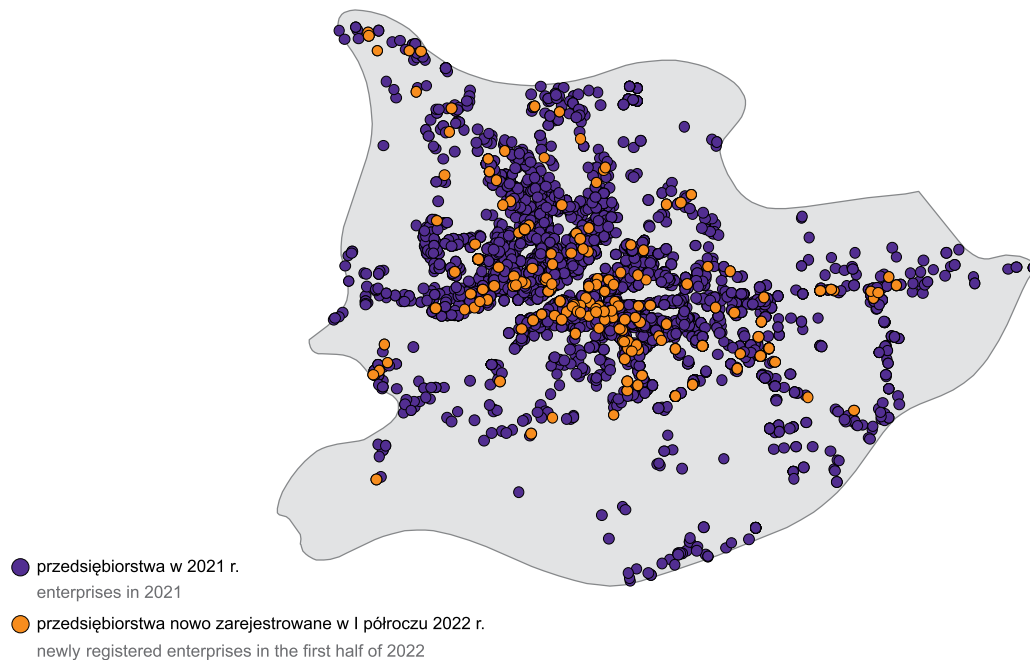 przedsiębiorstwa w 2021 r.
enterprises in 2021
przedsiębiorstwa nowo zarejestrowane w I półroczu 2022 r.
newly registered enterprises in the first half of 2022